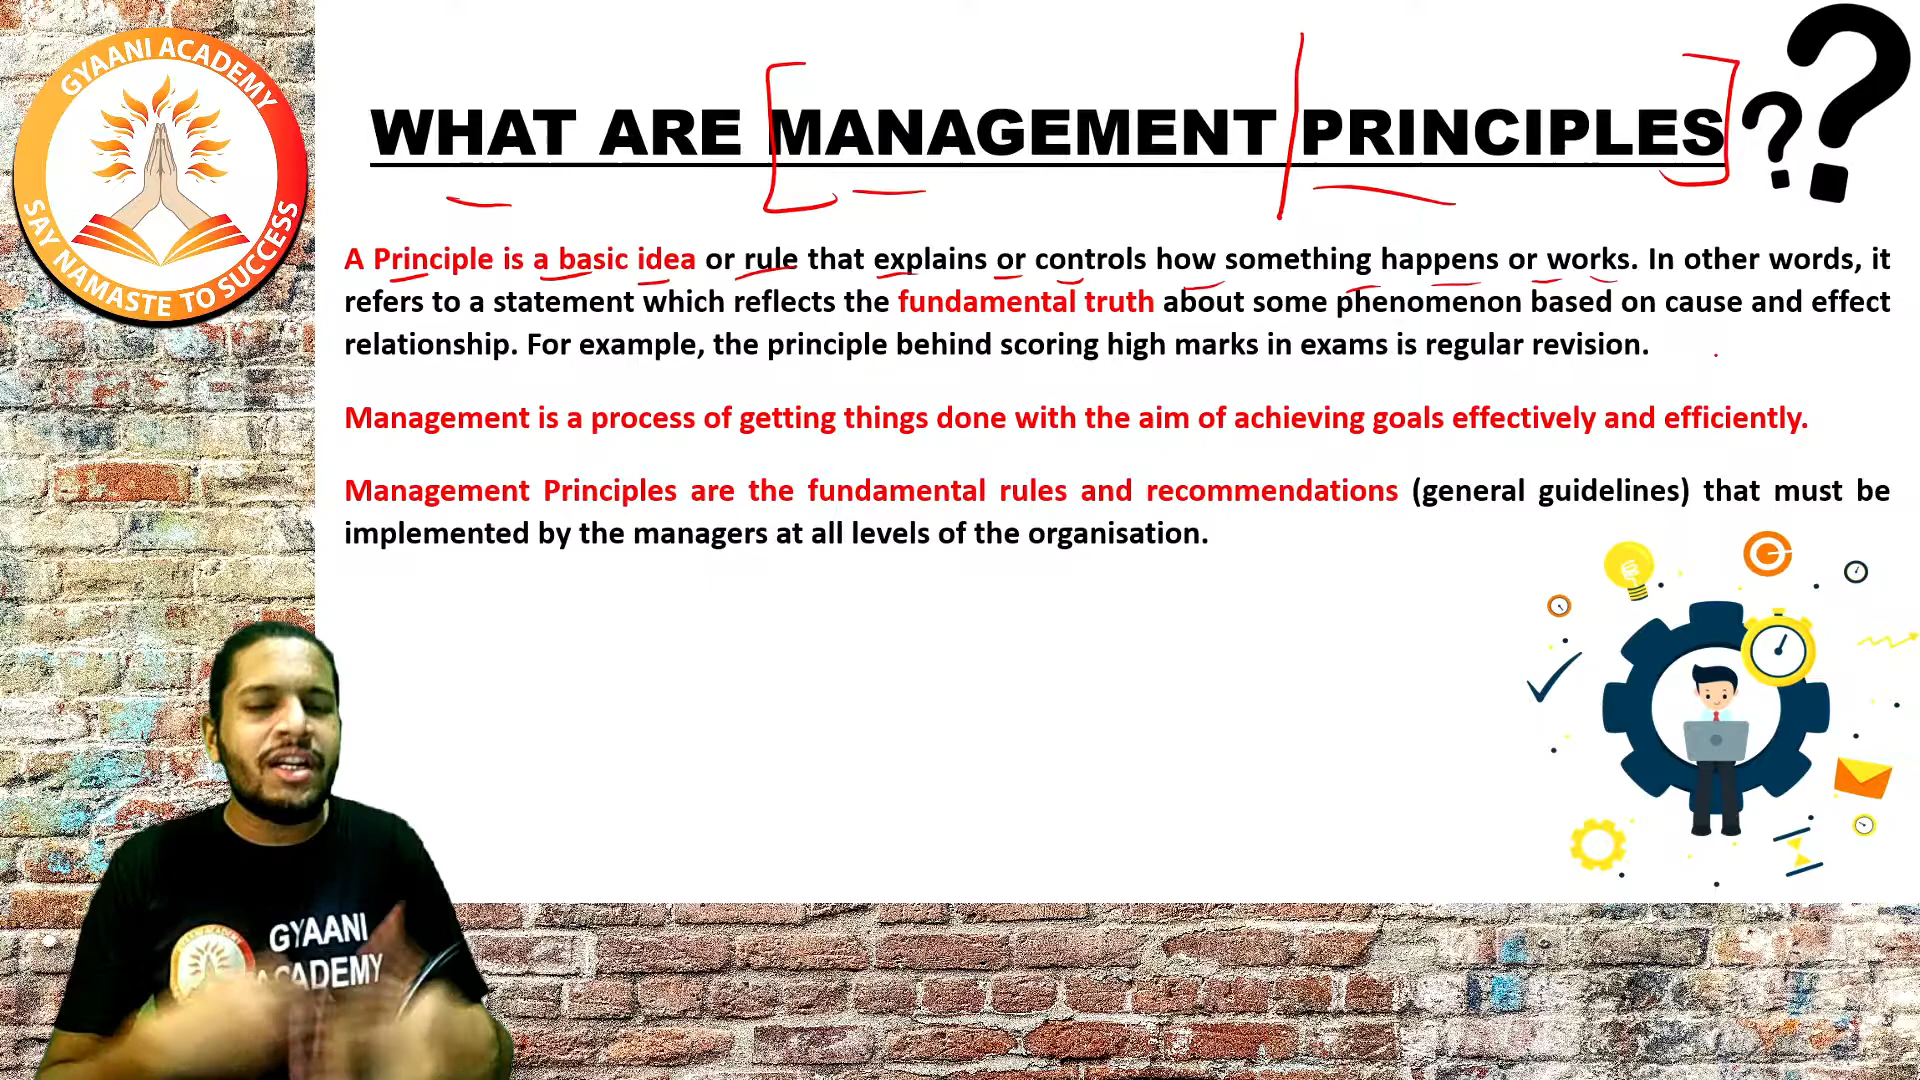 GYAANI ACADEMY
SAY NAMASTE TO SUCCESS
WHAT ARE MANAGEMENT PRINCIPLES??
A Principle is a basic idea or rule that explains or controls how something happens or works. In other words, it
refers to a statement which reflects the fundamental truth about some phenomenon based on cause and effect
relationship. For example, the principle behind scoring high marks in exams is regular revision.
Management is a process of getting things done with the aim of achieving goals effectively and efficiently.
Management Principles are the fundamental rules and recommendations (general guidelines) that must be
implemented by the managers at all levels of the organisation.
GYAANI
ACADEMY